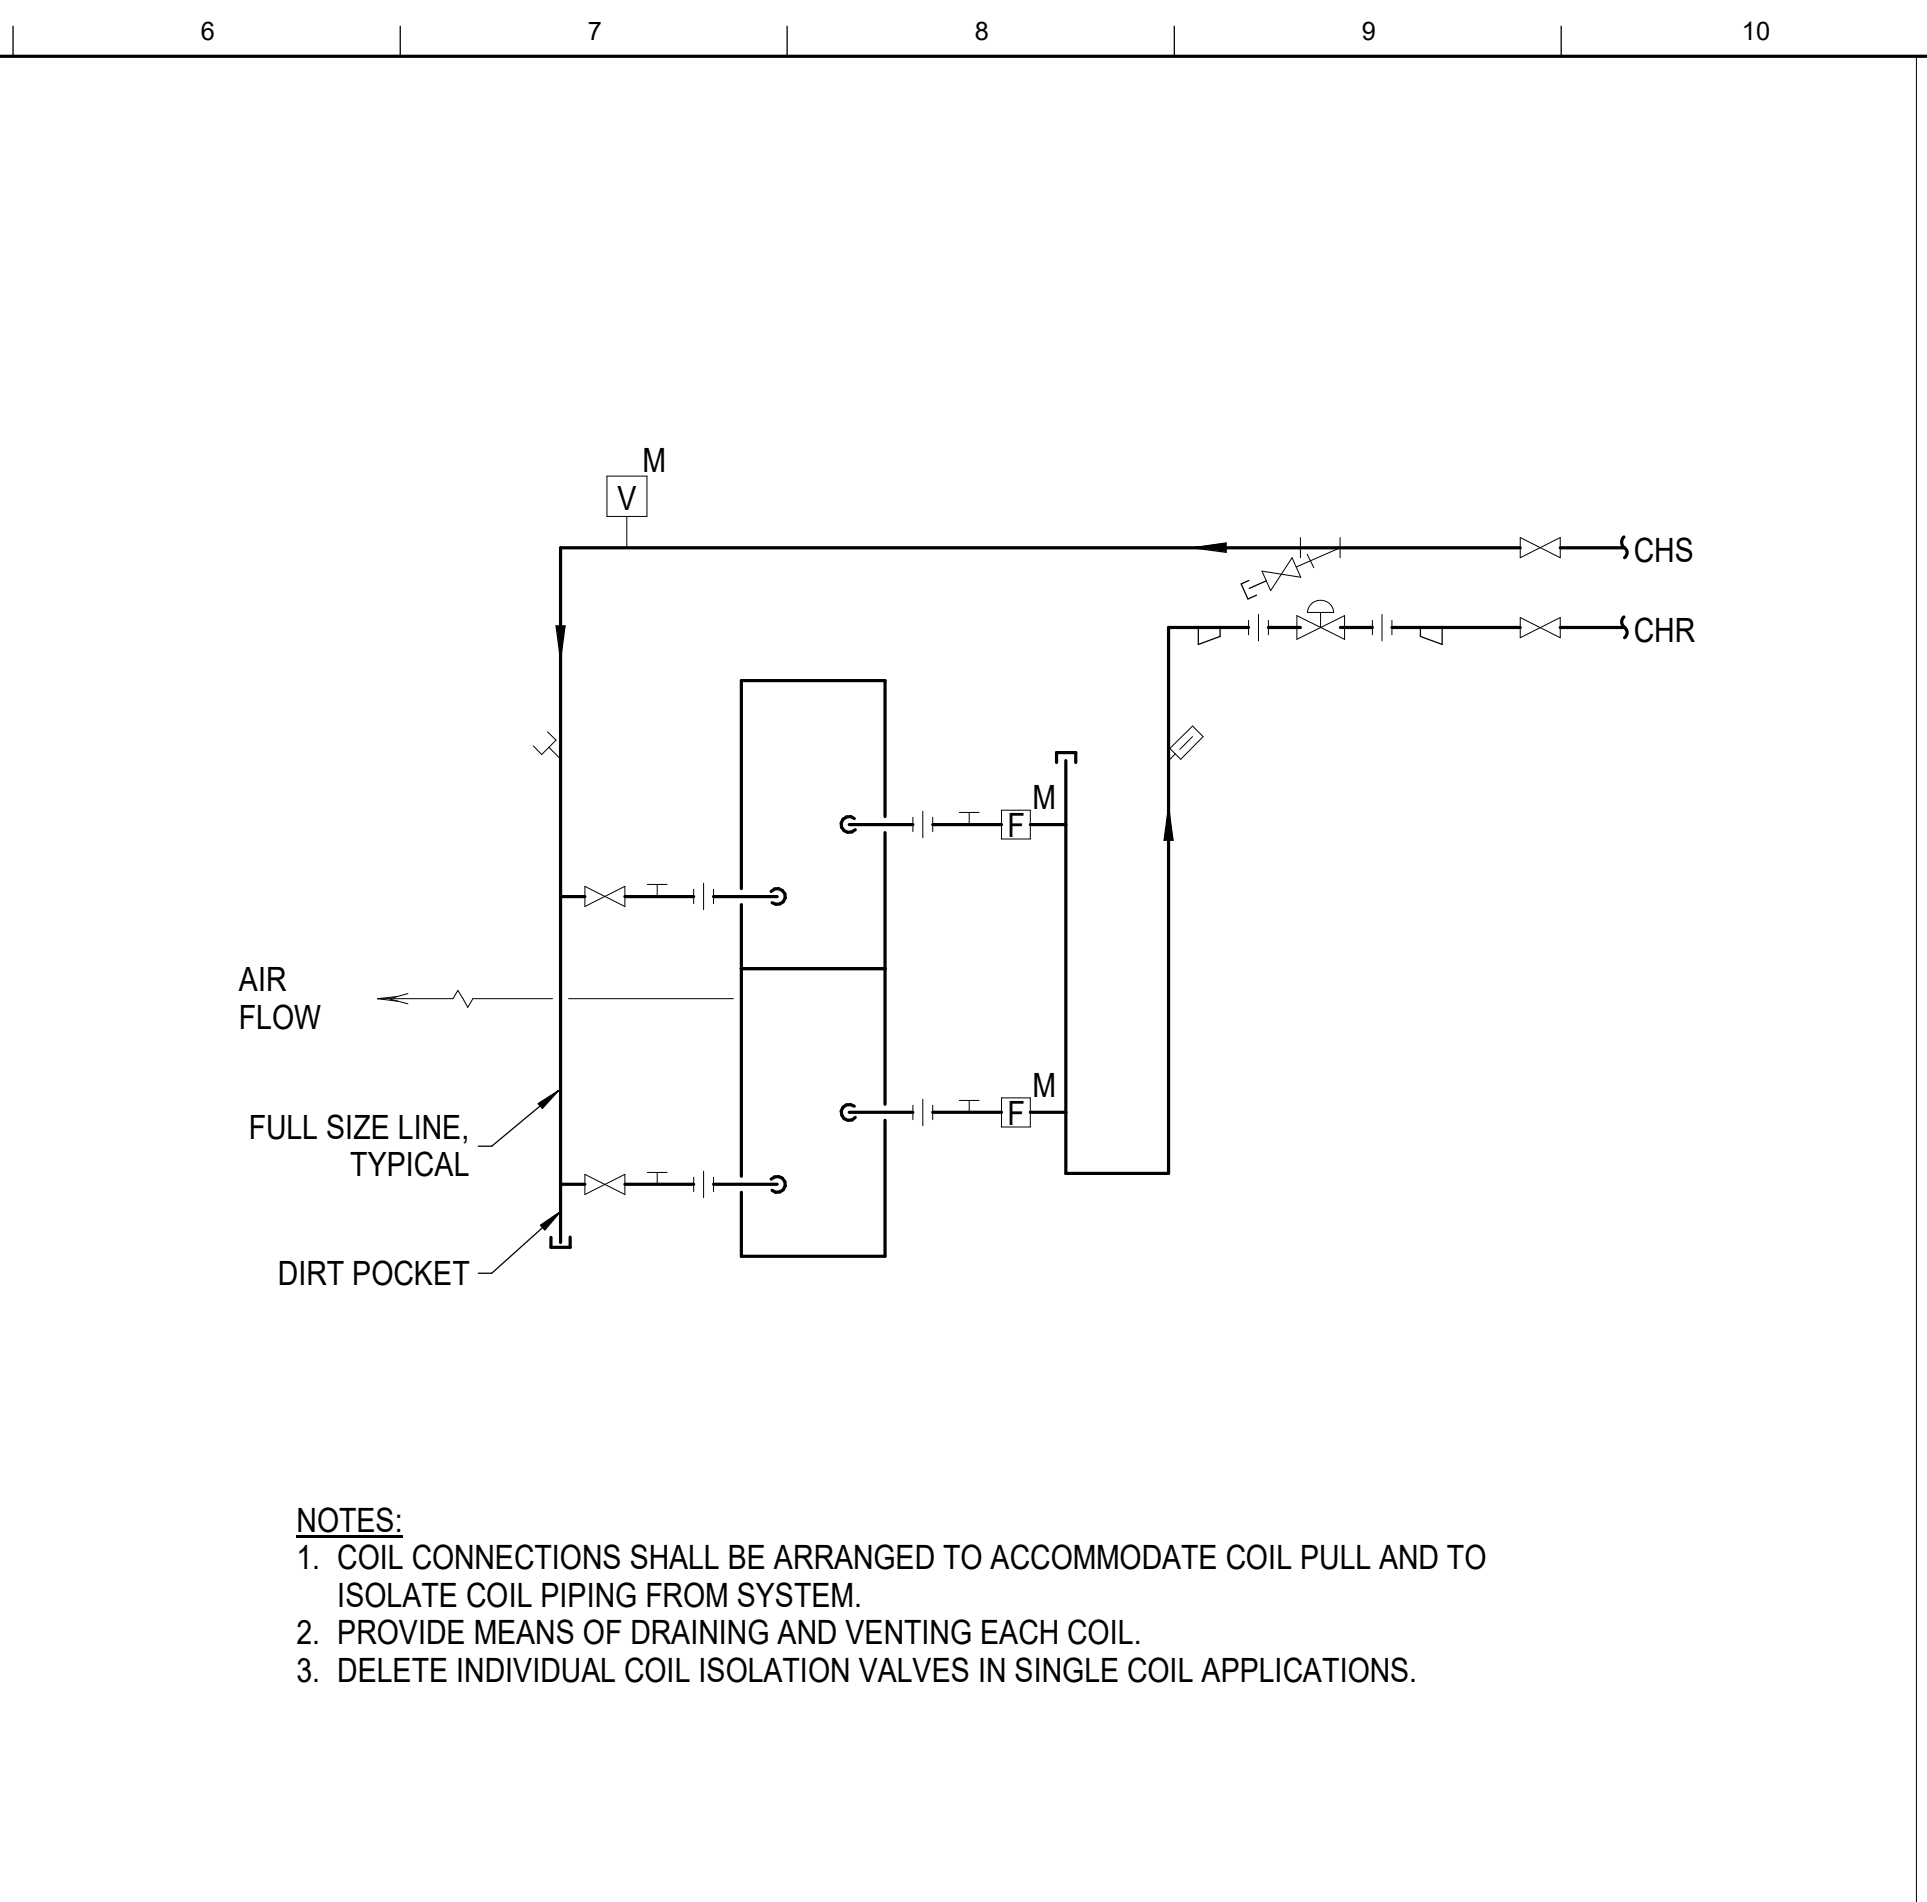 6 7 8 9 10
M
V
CHS
CHR
M
F
AIR
FLOW
M
F
FULL SIZE LINE,
TYPICAL
DIRT POCKET
NOTES:
1. COIL CONNECTIONS SHALL BE ARRANGED TO ACCOMMODATE COIL PULL AND TO
ISOLATE COIL PIPING FROM SYSTEM.
2. PROVIDE MEANS OF DRAINING AND VENTING EACH COIL.
3. DELETE INDIVIDUAL COIL ISOLATION VALVES IN SINGLE COIL APPLICATIONS.